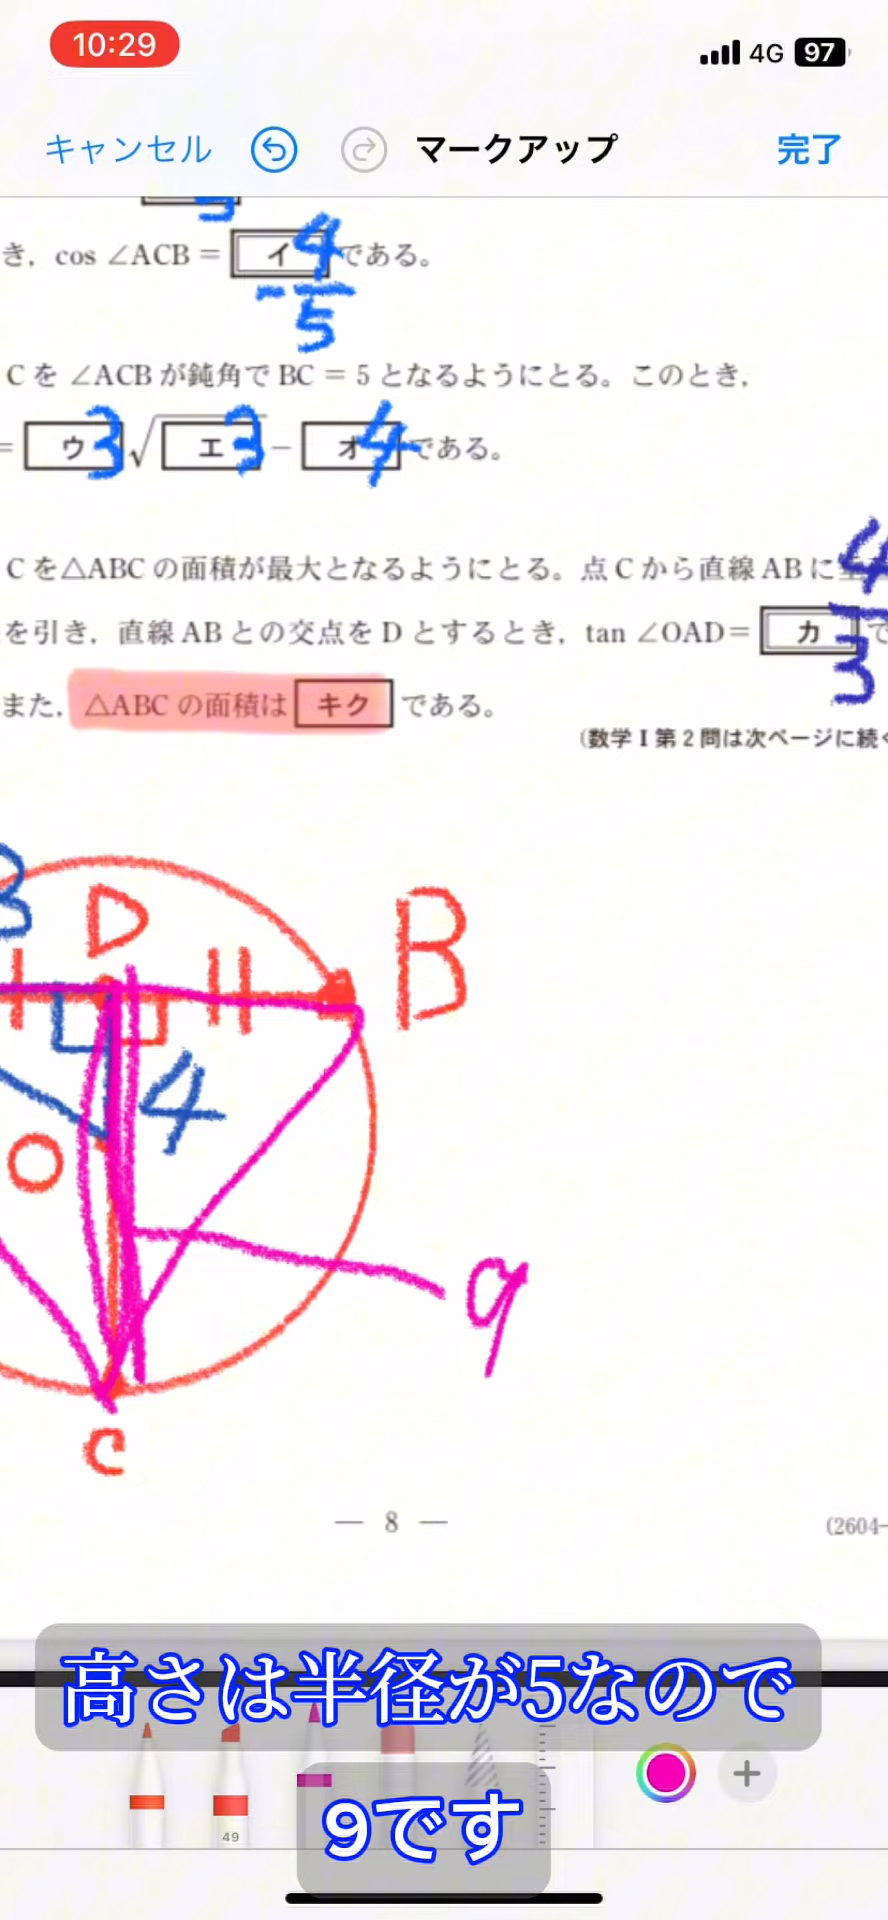 10:29
4G 97
キャンセル マークアップ 完了
き，cos ∠ACB = イ である。
-4/5
C を ∠ACB が鈍角で BC = 5 となるようにとる。このとき，
= ウ 3 √エ 3 - オ 4 である。
C を△ABC の面積が最大となるようにとる。点 C から直線 AB に
を引き，直線 AB との交点を D とするとき，tan ∠OAD = カ で
4/3
また，△ABC の面積は キク である。
(数学 I 第 2 問は次ページに続く
3
D
B
4
O
9
C
— 8 —
(2604-
高さは半径が5なので
49
9です